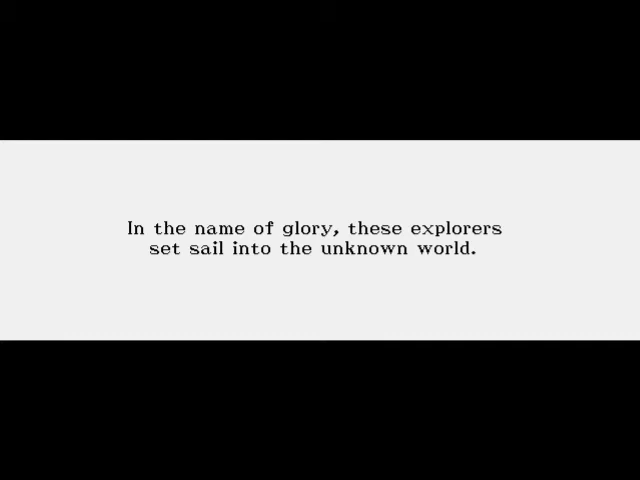 In the name of glory, these explorers
set sail into the unknown world.